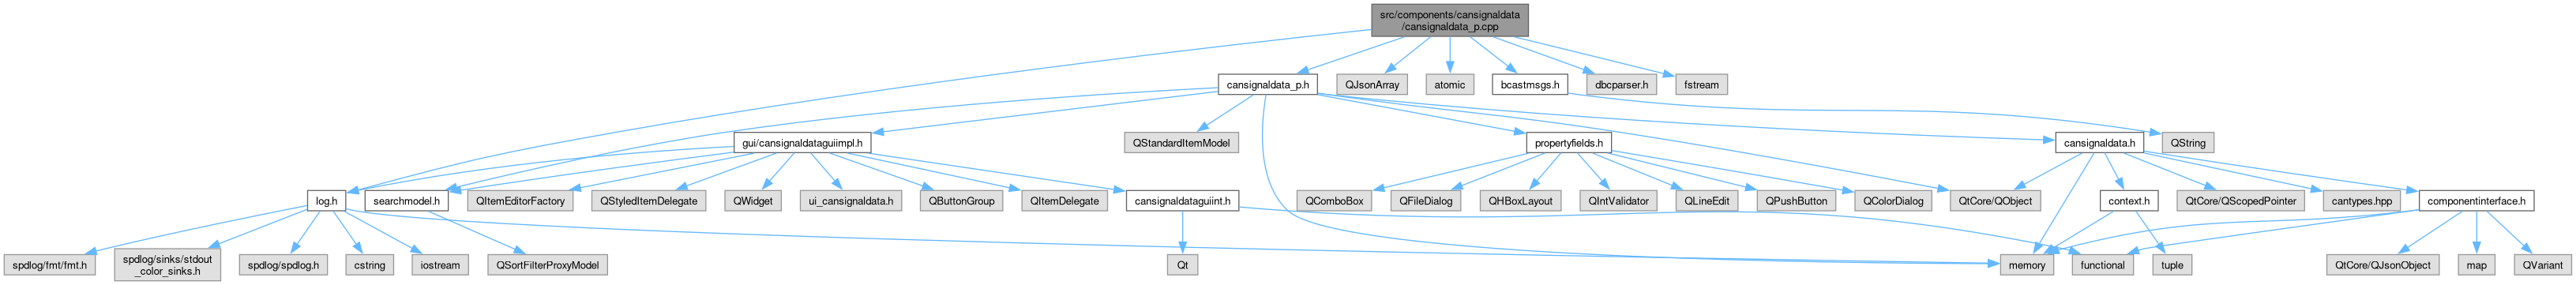 src/components/cansignaldata
/cansignaldata_p.cpp
cansignaldata_p.h
QJsonArray
atomic
bcastmsgs.h
dbcparser.h
fstream
gui/cansignaldataguiimpl.h
QStandardItemModel
propertyfields.h
cansignaldata.h
QString
log.h
searchmodel.h
QItemEditorFactory
QStyledItemDelegate
QWidget
ui_cansignaldata.h
QButtonGroup
QItemDelegate
cansignaldataguiint.h
QComboBox
QFileDialog
QHBoxLayout
QIntValidator
QLineEdit
QPushButton
QColorDialog
QtCore/QObject
context.h
QtCore/QScopedPointer
cantypes.hpp
componentinterface.h
spdlog/fmt/fmt.h
spdlog/sinks/stdout
_color_sinks.h
spdlog/spdlog.h
cstring
iostream
QSortFilterProxyModel
Qt
memory
functional
tuple
QtCore/QJsonObject
map
QVariant